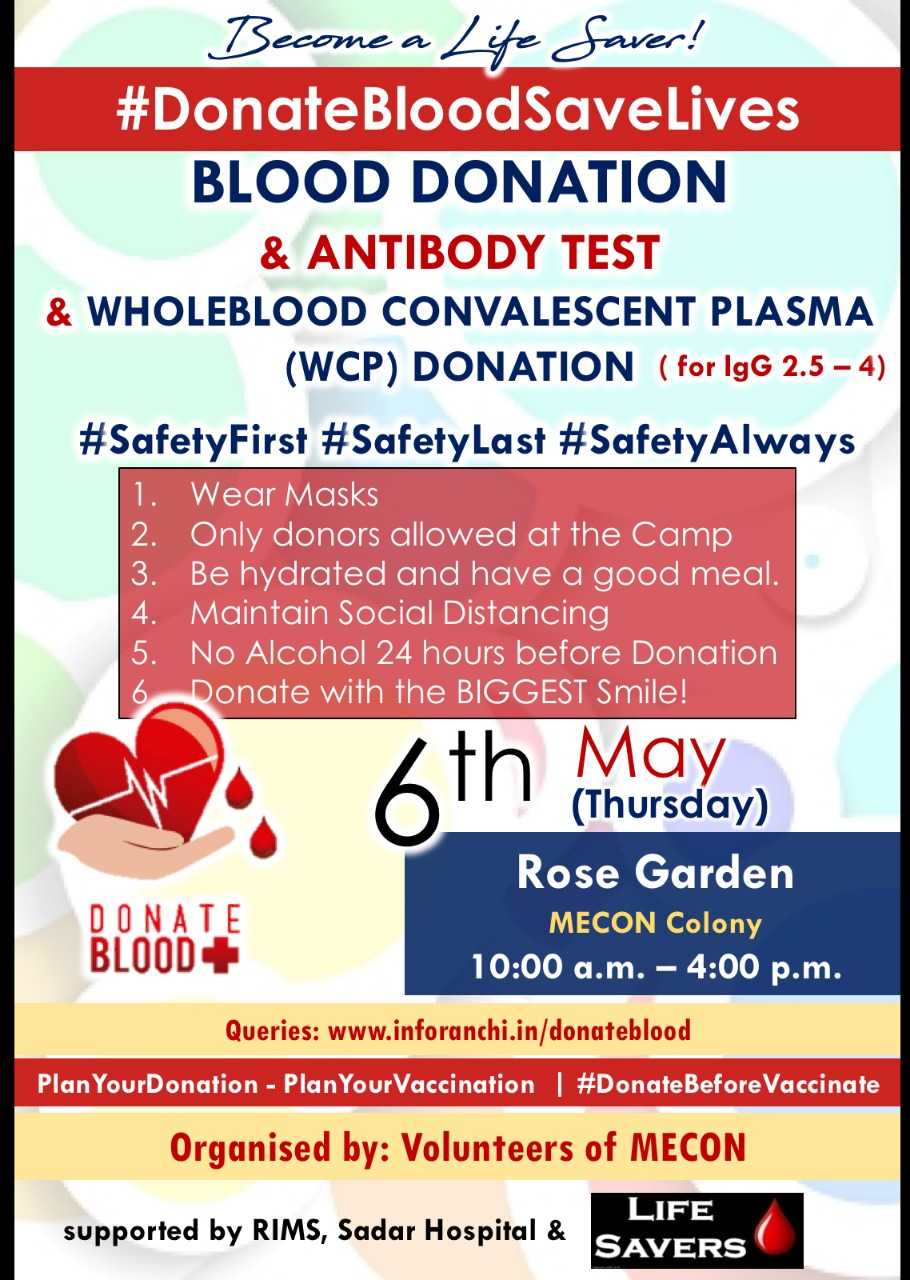 Become a Life Saver!
#DonateBloodSaveLives
BLOOD DONATION
& ANTIBODY TEST
& WHOLEBLOOD CONVALESCENT PLASMA
(WCP) DONATION ( for IgG 2.5 – 4)
#SafetyFirst #SafetyLast #SafetyAlways
1. Wear Masks
2. Only donors allowed at the Camp
3. Be hydrated and have a good meal.
4. Maintain Social Distancing
5. No Alcohol 24 hours before Donation
6. Donate with the BIGGEST Smile!
6th May
(Thursday)
Rose Garden
MECON Colony
10:00 a.m. – 4:00 p.m.
DONATE
BLOOD
Queries: www.inforanchi.in/donateblood
PlanYourDonation - PlanYourVaccination | #DonateBeforeVaccinate
Organised by: Volunteers of MECON
supported by RIMS, Sadar Hospital &
LIFE
SAVERS